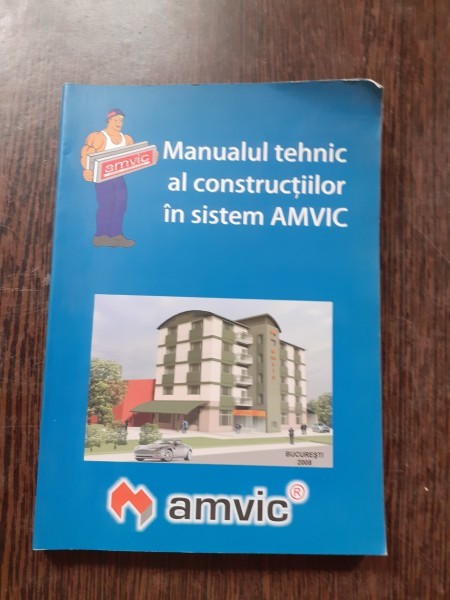 amvic
Manualul tehnic
al construcțiilor
în sistem AMVIC
BUCUREȘTI
2008
amvic®